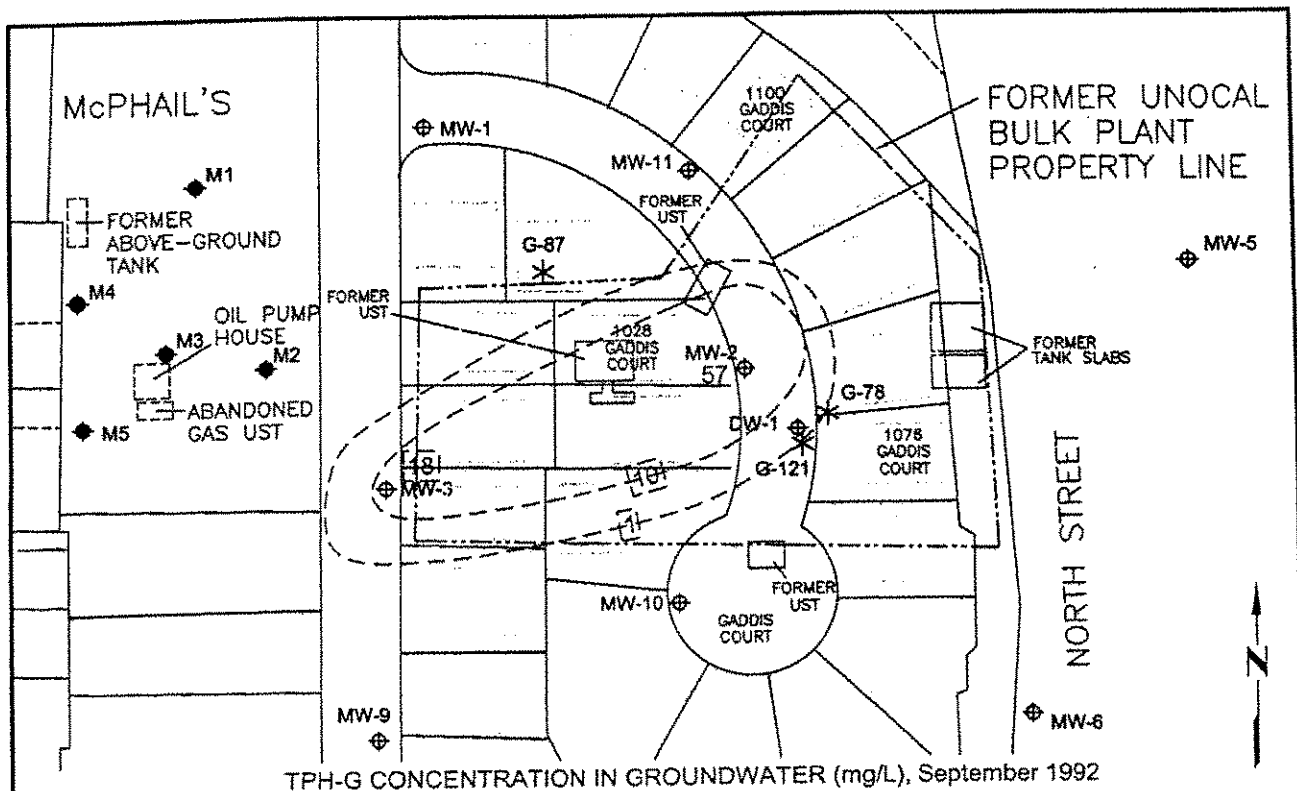 McPHAIL'S
M1
FORMER
ABOVE-GROUND
TANK
M4
OIL PUMP
HOUSE
M3
M2
ABANDONED
GAS UST
M5
MW-1
G-87
FORMER
UST
1028
GADDIS
COURT
MW-11
FORMER
UST
1100
GADDIS
COURT
FORMER UNOCAL
BULK PLANT
PROPERTY LINE
MW-5
MW-2
57
FORMER
TANK SLABS
G-78
DW-1
G-121
1076
GADDIS
COURT
18
MW-3
10
1
FORMER
UST
MW-10
GADDIS
COURT
NORTH STREET
N
MW-9
MW-6
TPH-G CONCENTRATION IN GROUNDWATER (mg/L), September 1992